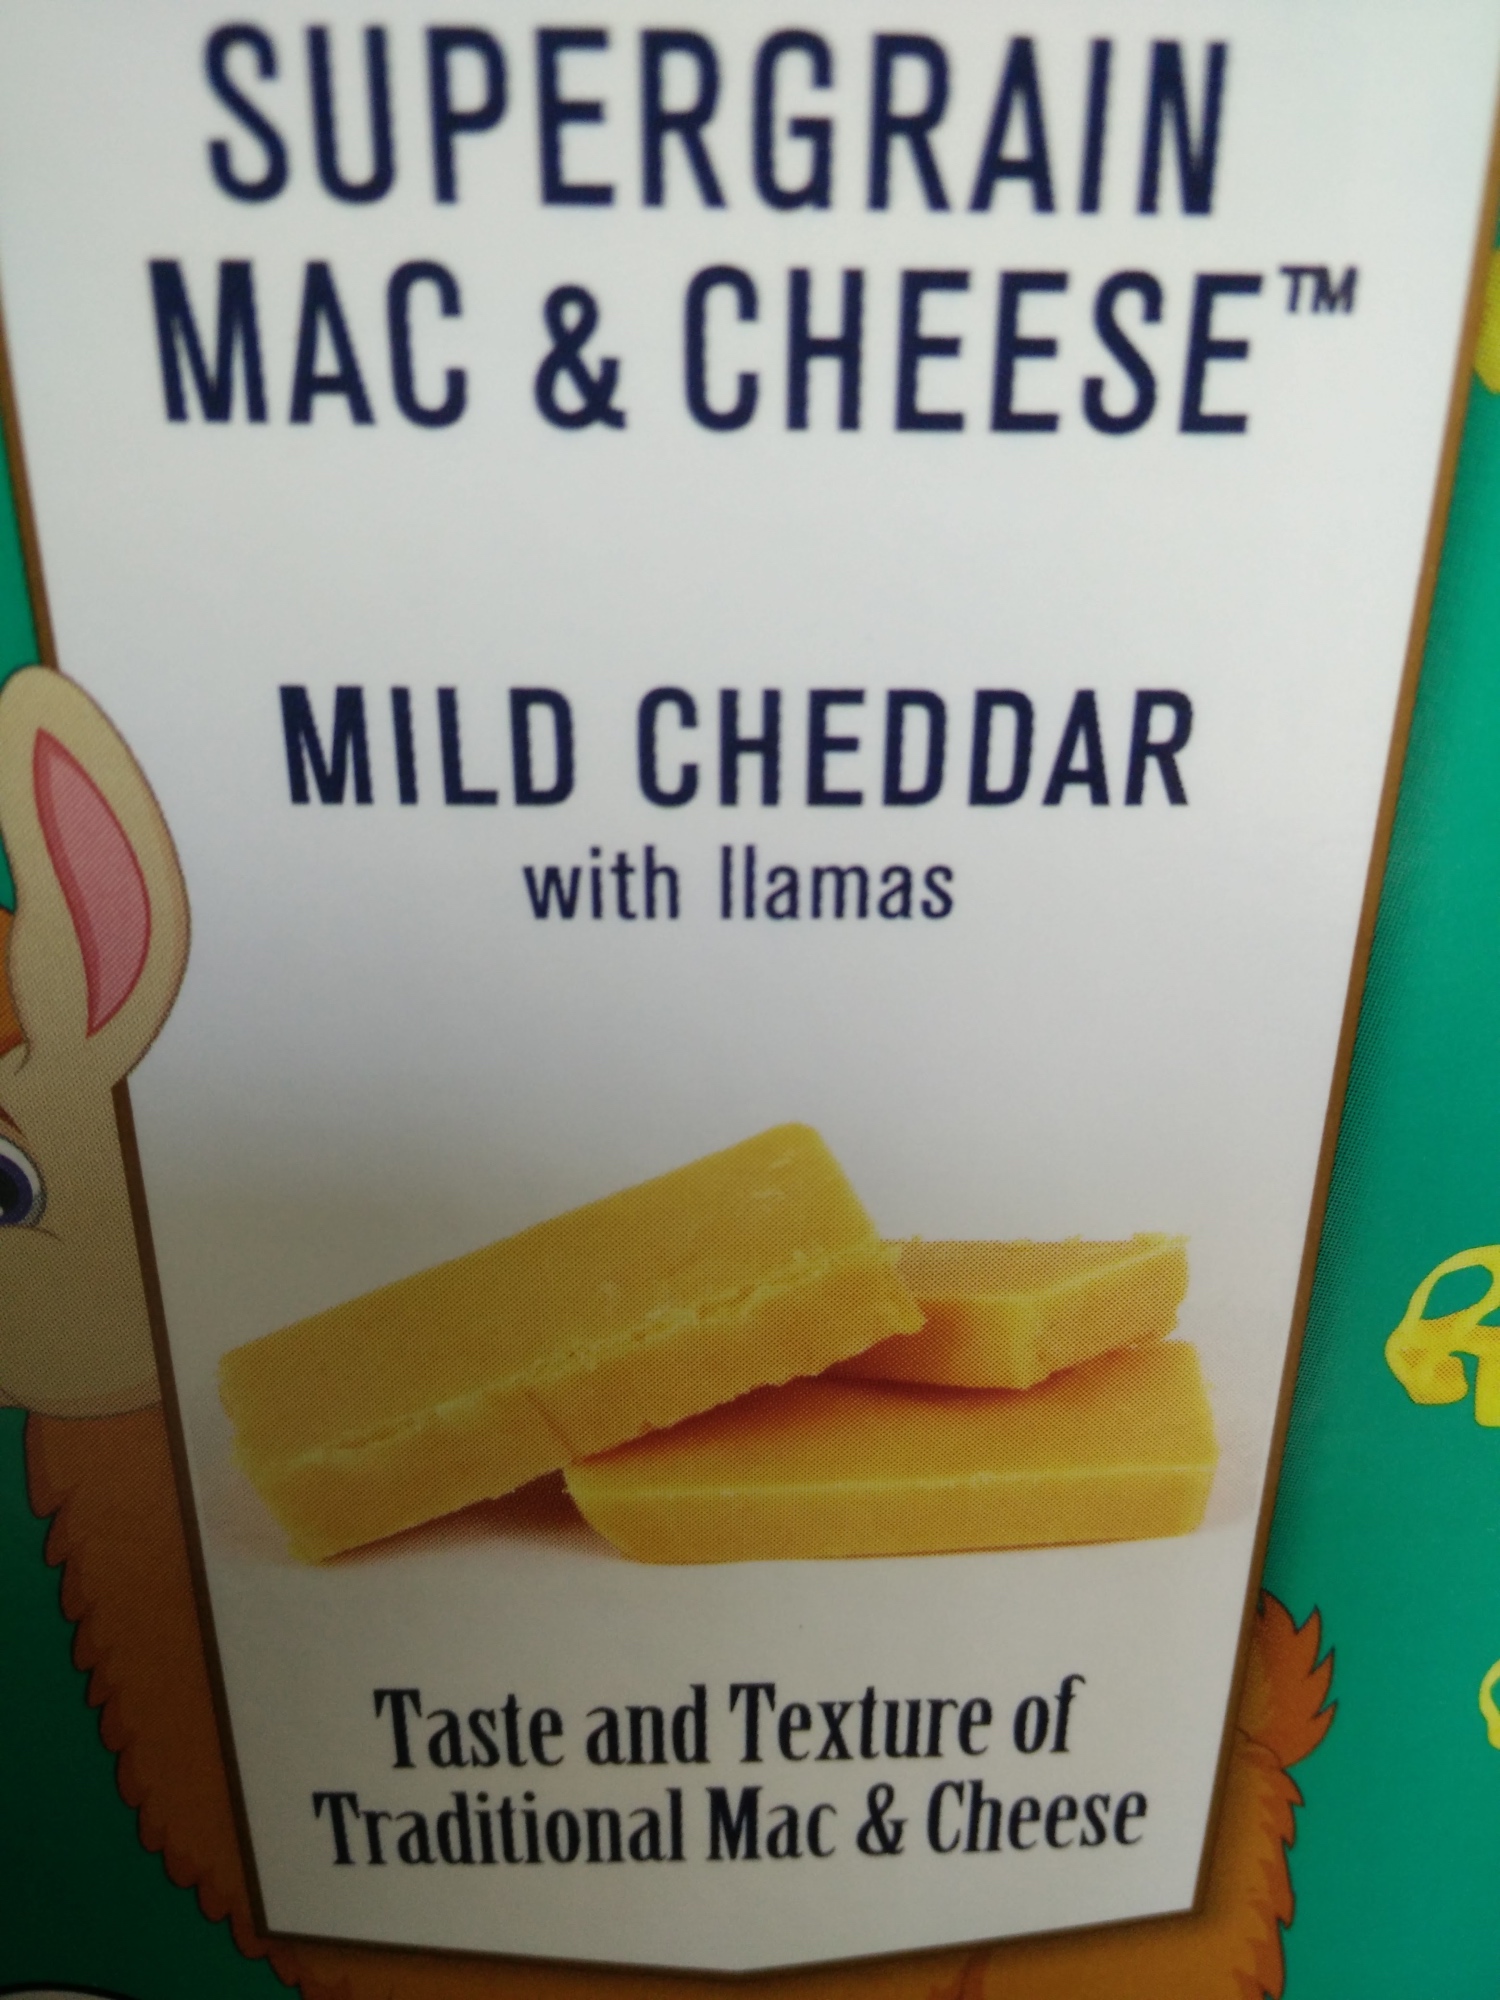 SUPERGRAIN
MAC & CHEESE™
MILD CHEDDAR
with llamas
Taste and Texture of
Traditional Mac & Cheese